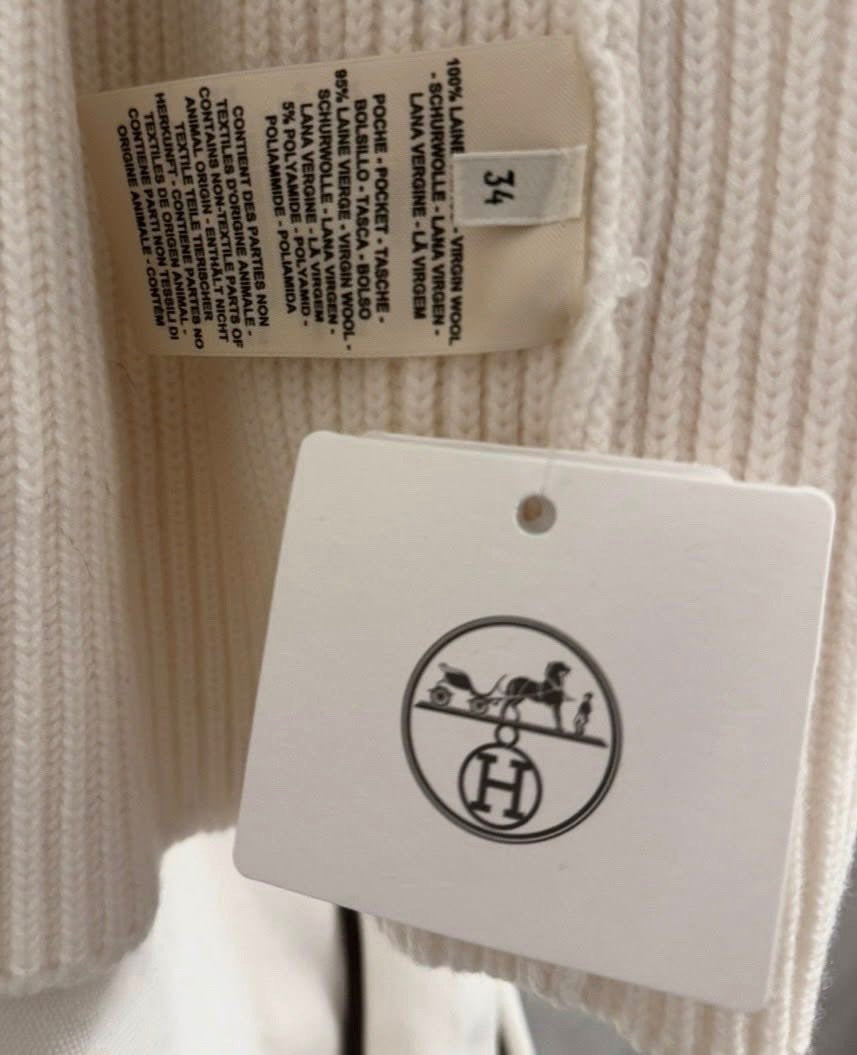 34
100% LAINE - VIRGIN WOOL
- SCHURWOLLE - LANA VIRGEN -
LANA VERGINE - LÃ VIRGEM
POCHE - POCKET - TASCHE -
BOLSILLO - TASCA - BOLSO
95% LAINE VIERGE - VIRGIN WOOL -
SCHURWOLLE - LANA VIRGEN -
LANA VERGINE - LÃ VIRGEM
5% POLYAMIDE - POLYAMID -
POLIAMMIDE - POLIAMIDA
CONTIENT DES PARTIES NON
TEXTILES D'ORIGINE ANIMALE -
CONTAINS NON-TEXTILE PARTS OF
ANIMAL ORIGIN - ENTHÄLT NICHT
TEXTILE TEILE TIERISCHER
HERKUNFT - CONTIENE PARTES NO
TEXTILES DE ORIGEN ANIMAL -
CONTIENE PARTI NON TESSILI DI
ORIGINE ANIMALE - CONTÉM
H